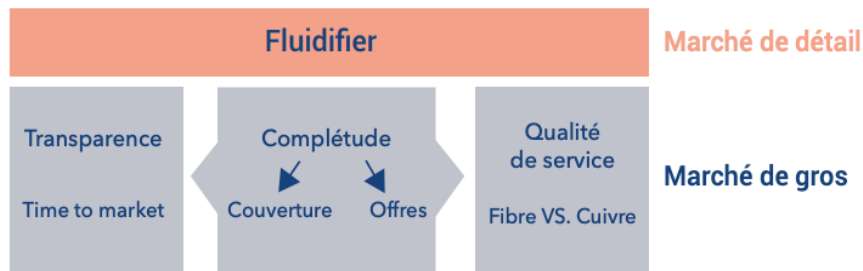 Fluidifier
Marché de détail
Transparence
Time to market
Complétude
Couverture
Offres
Qualité
de service
Fibre VS. Cuivre
Marché de gros